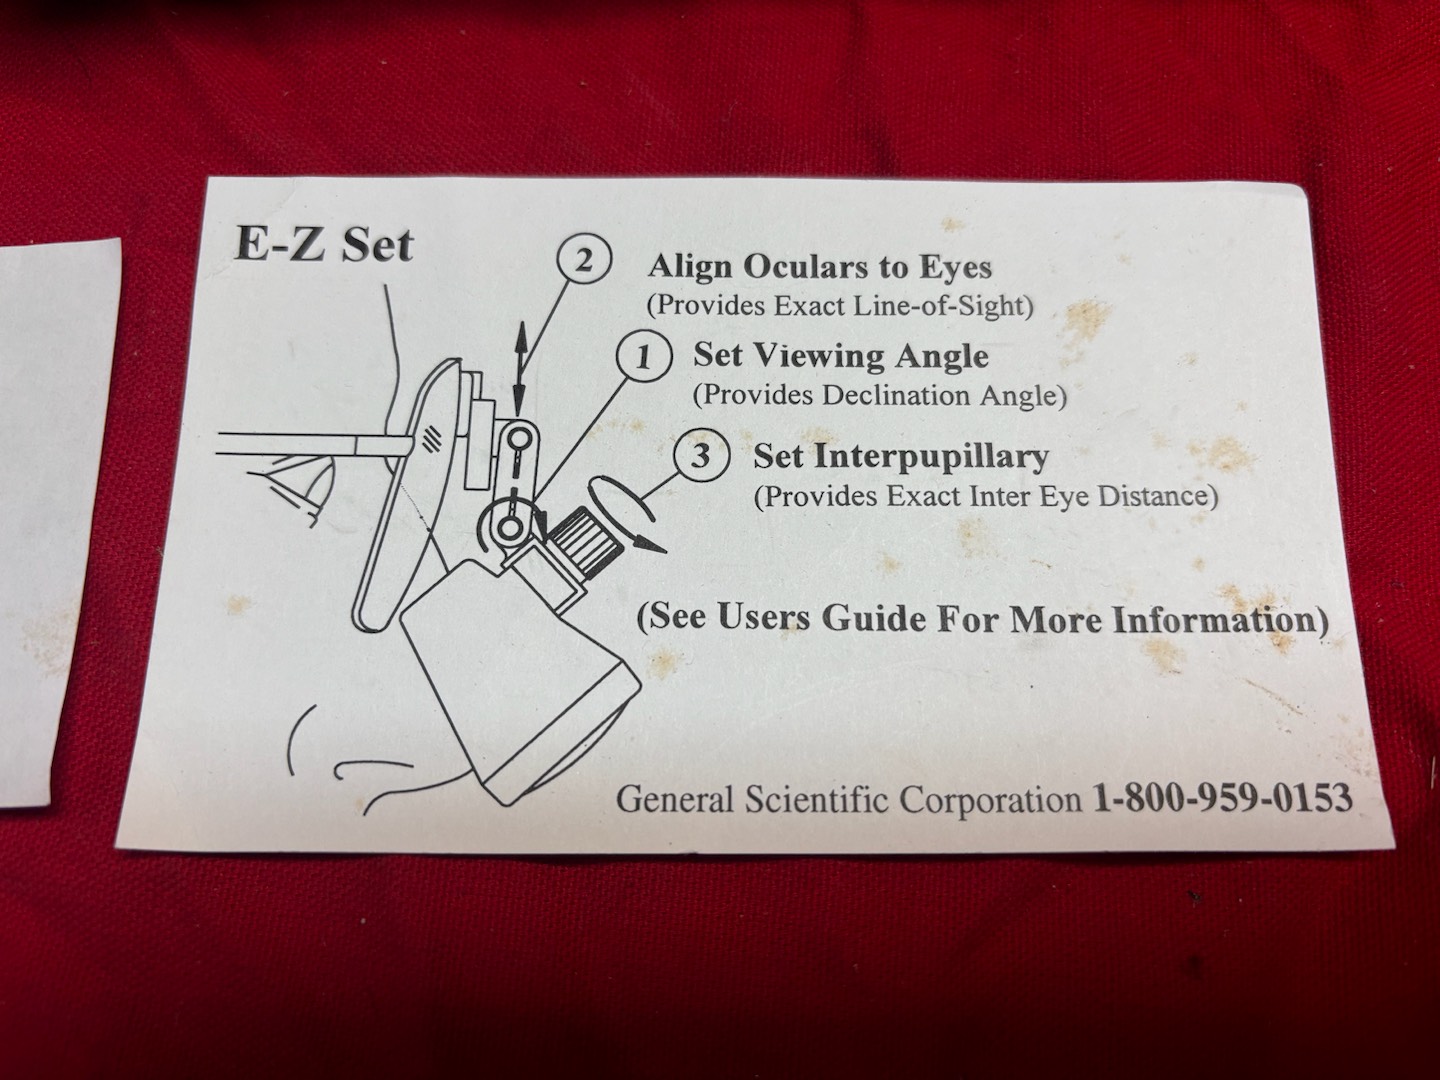 E-Z Set
2 Align Oculars to Eyes
(Provides Exact Line-of-Sight)
1 Set Viewing Angle
(Provides Declination Angle)
3 Set Interpupillary
(Provides Exact Inter Eye Distance)
(See Users Guide For More Information)
General Scientific Corporation 1-800-959-0153